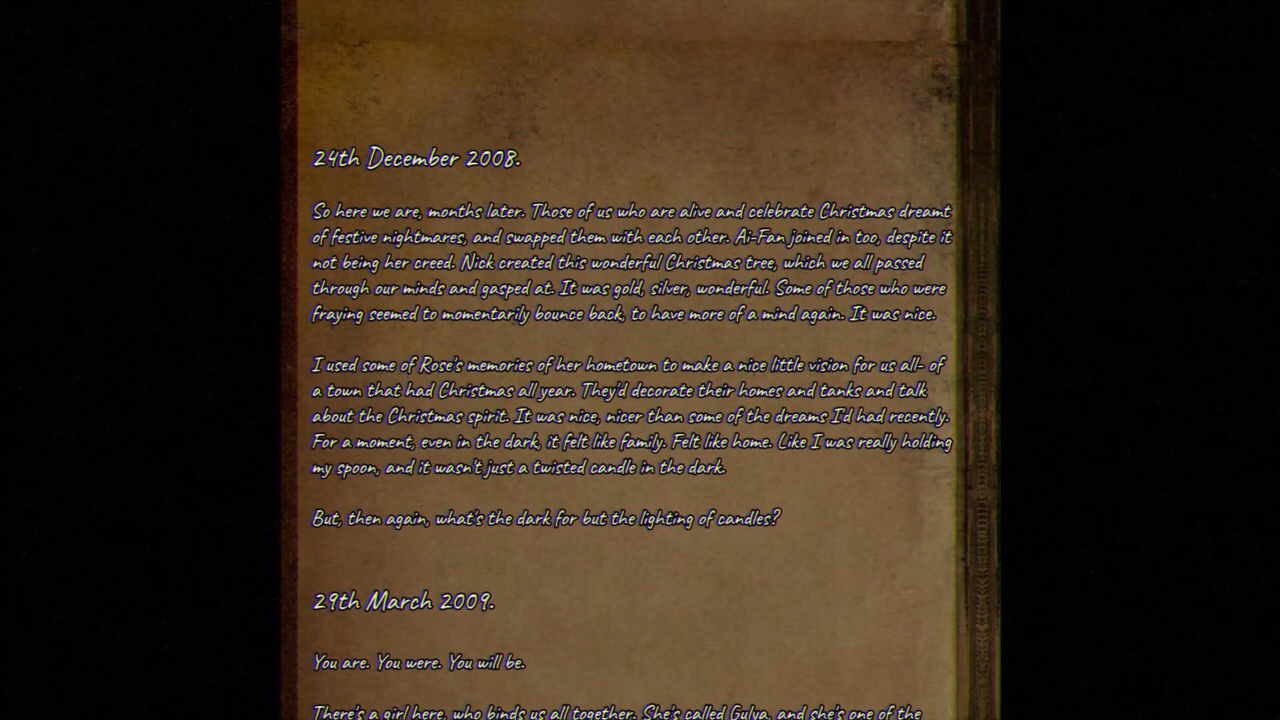 24th December 2008.
So here we are, months later. Those of us who are alive and celebrate Christmas dreamt
of festive nightmares, and swapped them with each other. Ai-Fan joined in too, despite it
not being her creed. Nick created this wonderful Christmas tree, which we all passed
through our minds and gasped at. It was gold, silver, wonderful. Some of those who were
fraying seemed to momentarily bounce back, to have more of a mind again. It was nice.
I used some of Rose's memories of her hometown to make a nice little vision for us all- of
a town that had Christmas all year. They'd decorate their homes and tanks and talk
about the Christmas spirit. It was nice, nicer than some of the dreams I'd had recently.
For a moment, even in the dark, it felt like family. Felt like home. Like I was really holding
my spoon, and it wasn't just a twisted candle in the dark.
But, then again, what's the dark for but the lighting of candles?
29th March 2009.
You are. You were. You will be.
There's a girl here, who binds us all together. She's called Gulya, and she's one of the